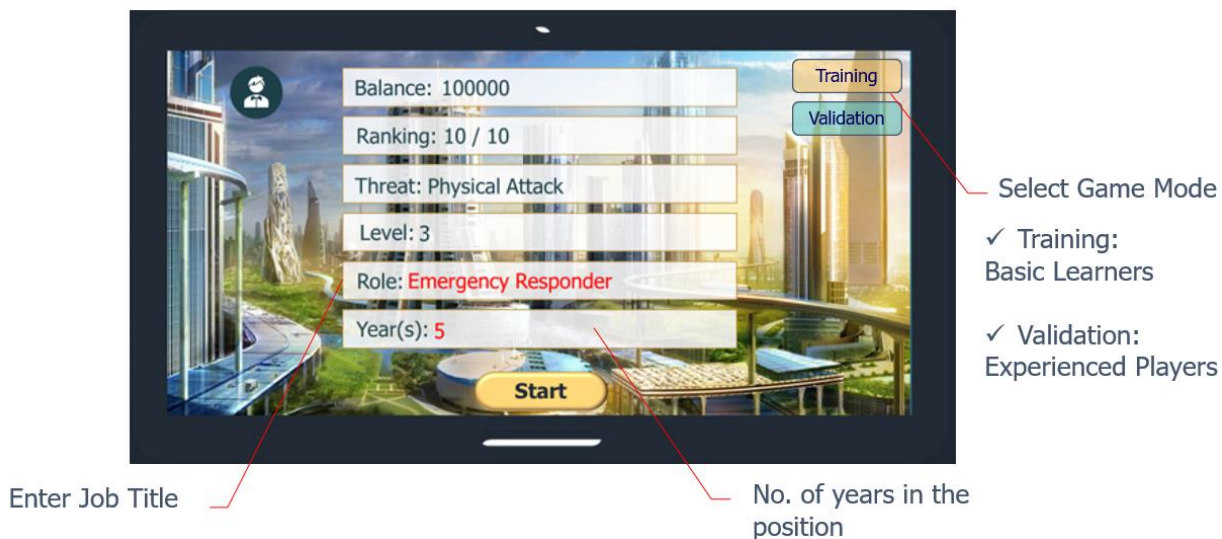 Balance: 100000
Ranking: 10 / 10
Threat: Physical Attack
Level: 3
Role: Emergency Responder
Year(s): 5
Start
Training
Validation
Select Game Mode
✓ Training:
Basic Learners
✓ Validation:
Experienced Players
Enter Job Title
No. of years in the
position